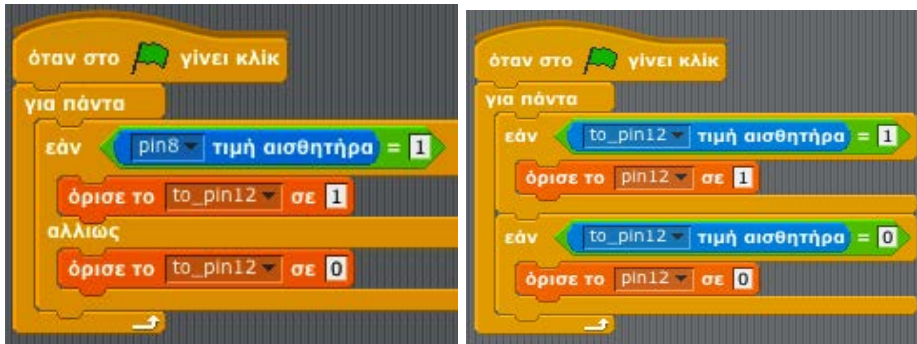 όταν στο γίνει κλίκ
για πάντα
εάν pin8 τιμή αισθητήρα = 1
όρισε το to_pin12 σε 1
αλλιώς
όρισε το to_pin12 σε 0
όταν στο γίνει κλίκ
για πάντα
εάν to_pin12 τιμή αισθητήρα = 1
όρισε το pin12 σε 1
εάν to_pin12 τιμή αισθητήρα = 0
όρισε το pin12 σε 0